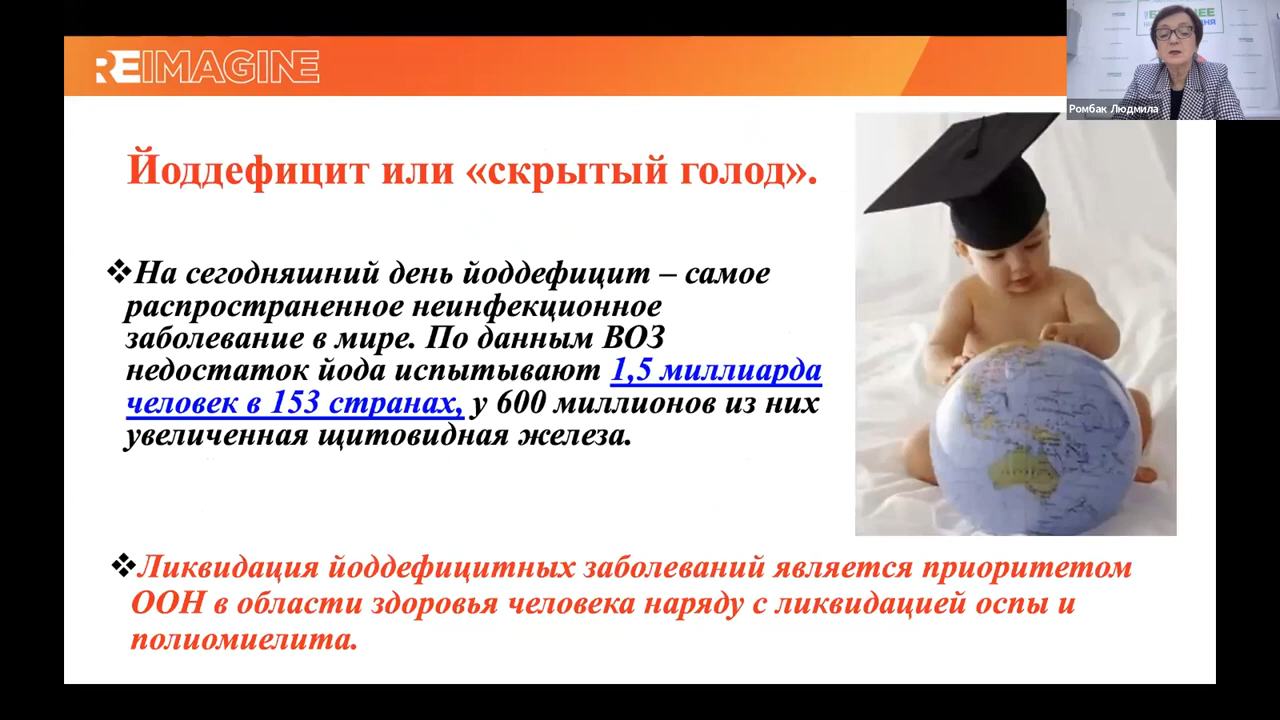 REIMAGINE
Ромбак Людмила
Йоддефицит или «скрытый голод».
❖На сегодняшний день йоддефицит – самое
распространенное неинфекционное
заболевание в мире. По данным ВОЗ
недостаток йода испытывают 1,5 миллиарда
человек в 153 странах, у 600 миллионов из них
увеличенная щитовидная железа.
❖Ликвидация йоддефицитных заболеваний является приоритетом
ООН в области здоровья человека наряду с ликвидацией оспы и
полиомиелита.